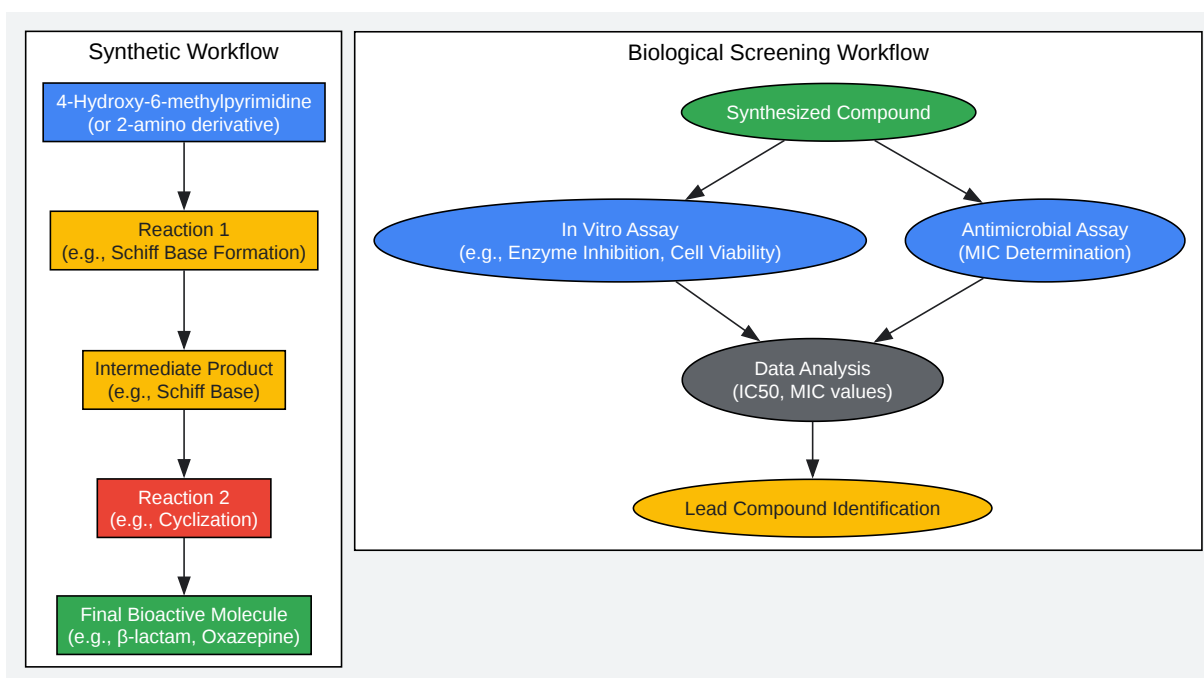 Synthetic Workflow
4-Hydroxy-6-methylpyrimidine
(or 2-amino derivative)
Reaction 1
(e.g., Schiff Base Formation)
Intermediate Product
(e.g., Schiff Base)
Reaction 2
(e.g., Cyclization)
Final Bioactive Molecule
(e.g., β-lactam, Oxazepine)
Biological Screening Workflow
Synthesized Compound
In Vitro Assay
(e.g., Enzyme Inhibition, Cell Viability)
Antimicrobial Assay
(MIC Determination)
Data Analysis
(IC50, MIC values)
Lead Compound Identification